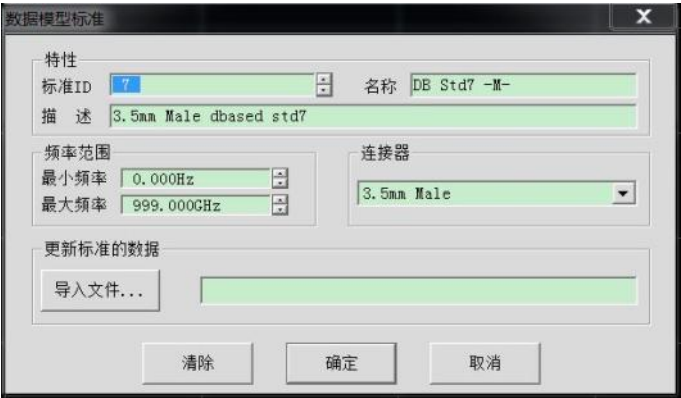 数据模型标准 X
特性
标准ID 7 名称 DB Std7 -M-
描 述 3.5mm Male dbased std7
频率范围 连接器
最小频率 0.000Hz
3.5mm Male
最大频率 999.000GHz
更新标准的数据
导入文件...
清除 确定 取消